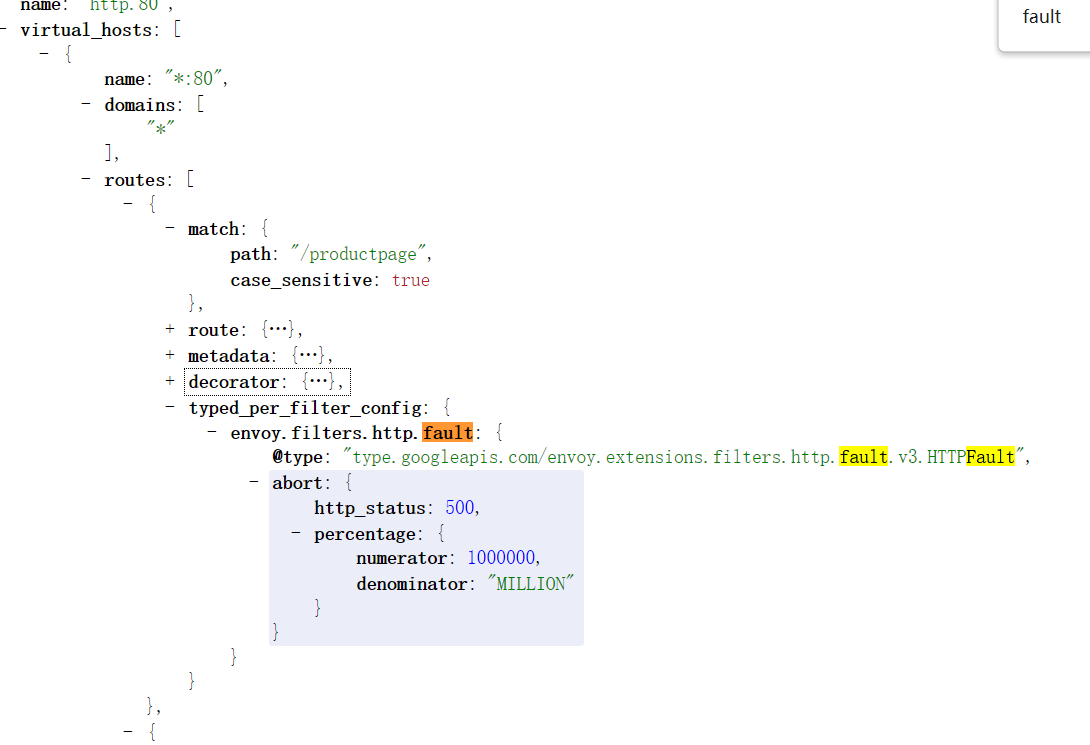 name: "http.80",
fault
- virtual_hosts: [
- {
name: "*:80",
- domains: [
"*"
],
- routes: [
- {
- match: {
path: "/productpage",
case_sensitive: true
},
+ route: {…},
+ metadata: {…},
+ decorator: {…},
- typed_per_filter_config: {
- envoy.filters.http.fault: {
@type: "type.googleapis.com/envoy.extensions.filters.http.fault.v3.HTTPFault",
- abort: {
http_status: 500,
- percentage: {
numerator: 1000000,
denominator: "MILLION"
}
}
}
}
},
- {